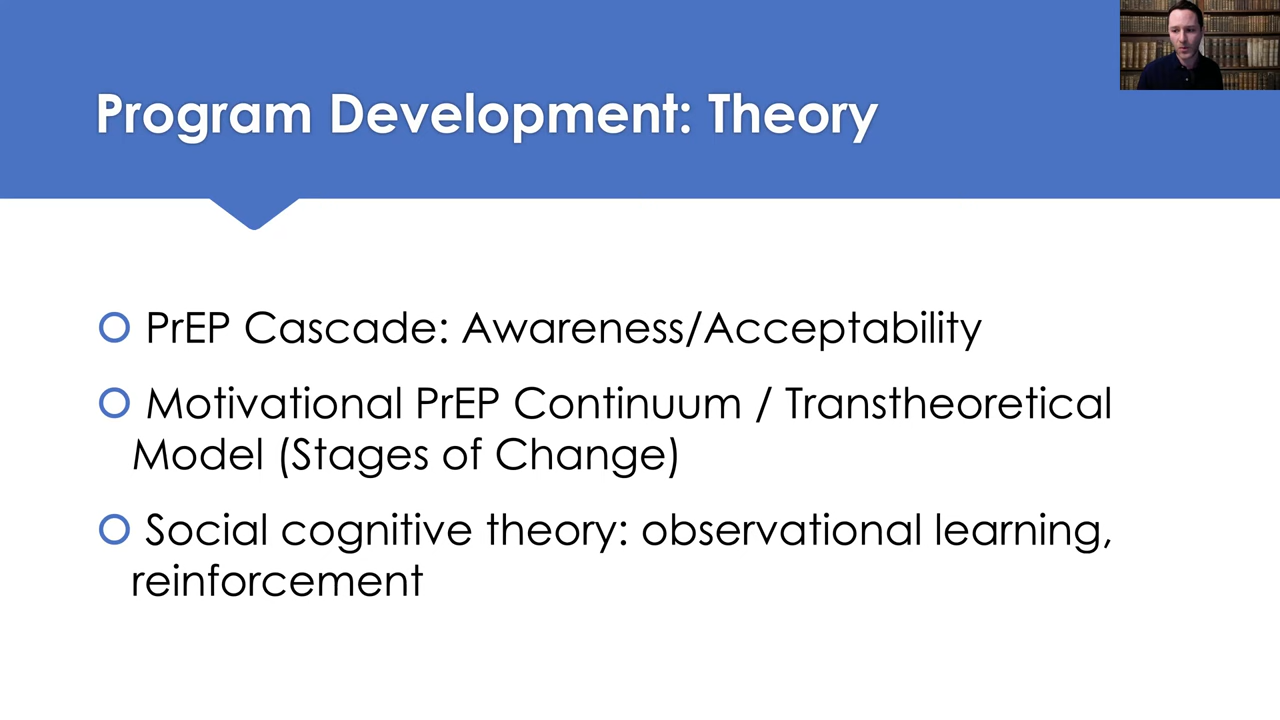 Program Development: Theory
PrEP Cascade: Awareness/Acceptability
Motivational PrEP Continuum / Transtheoretical
Model (Stages of Change)
Social cognitive theory: observational learning,
reinforcement